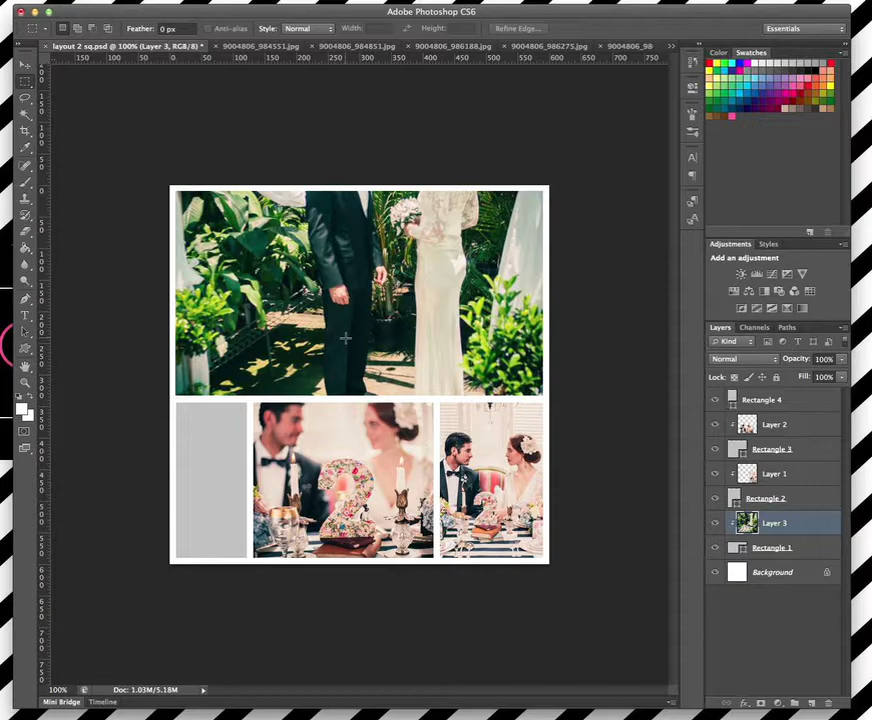 Adobe Photoshop CS6
Feather: 0 px Anti-alias Style: Normal Width: Height: Refine Edge... Essentials
layout 2 sq.psd @ 100% (Layer 3, RGB/8) * 9004806_984551.jpg 9004806_984851.jpg 9004806_986188.jpg 9004806_986275.jpg 9004806_98
150 100 50 0 50 100 150 200 250 300 350 400 450 500 550 600 650 700 750
Color Swatches
Adjustments Styles
Add an adjustment
Layers Channels Paths
Kind
Normal Opacity: 100%
Lock: Fill: 100%
Rectangle 4
Layer 2
Rectangle 3
Layer 1
Rectangle 2
Layer 3
Rectangle 1
Background
2
100% Doc: 1.03M/5.18M
Mini Bridge Timeline